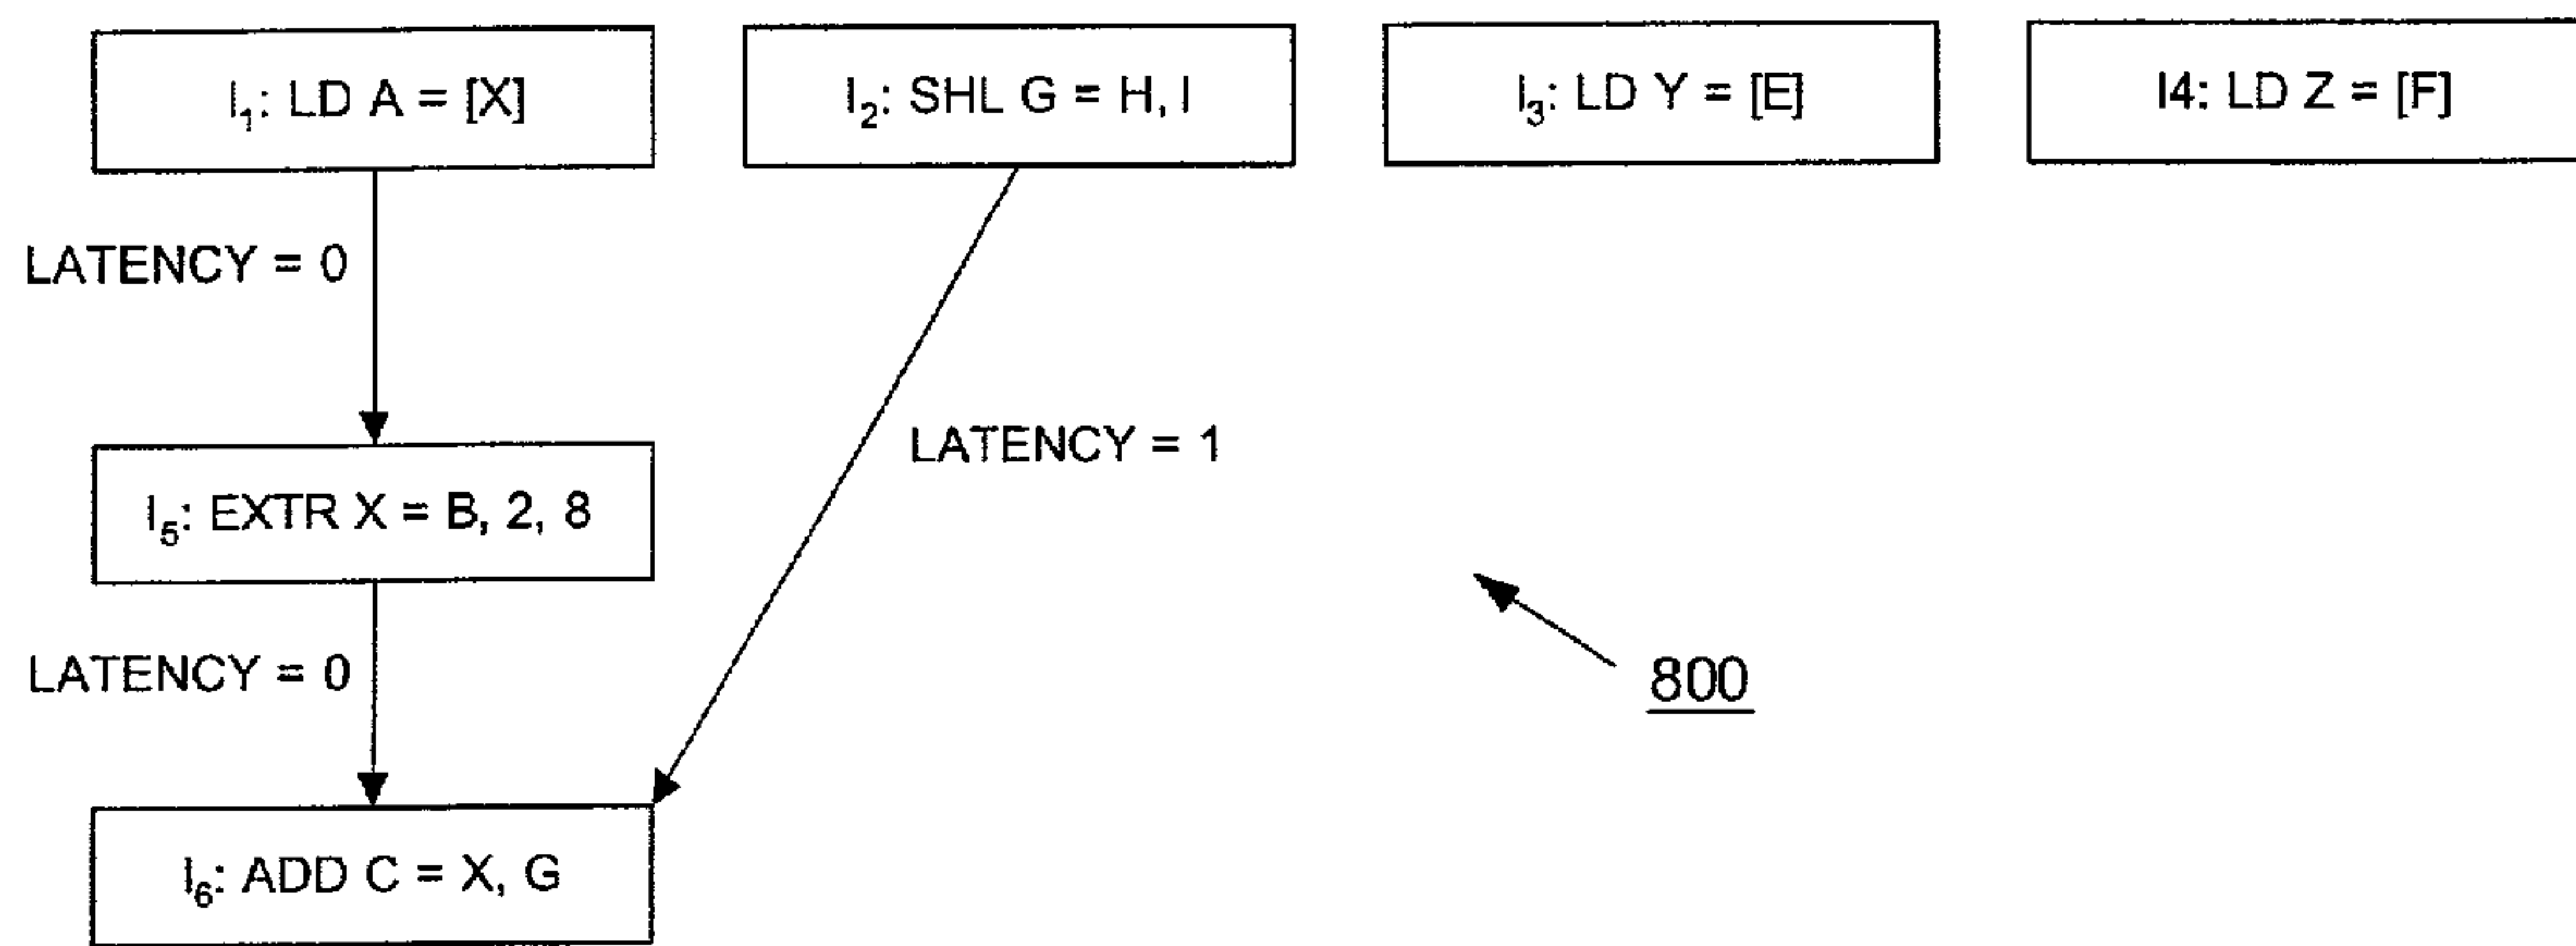 I₁: LD A = [X]
I₂: SHL G = H, I
I₃: LD Y = [E]
I4: LD Z = [F]
LATENCY = 0
LATENCY = 1
I₅: EXTR X = B, 2, 8
LATENCY = 0
800
I₆: ADD C = X, G